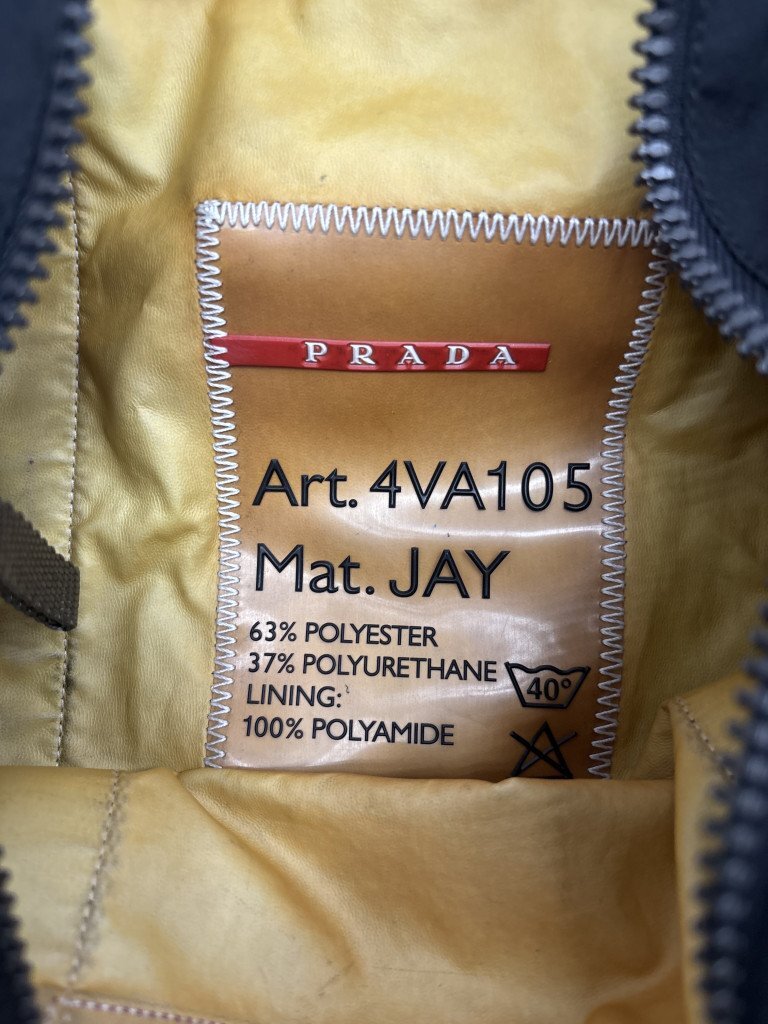 PRADA
Art. 4VA105
Mat. JAY
63% POLYESTER
37% POLYURETHANE
40°
LINING:
100% POLYAMIDE